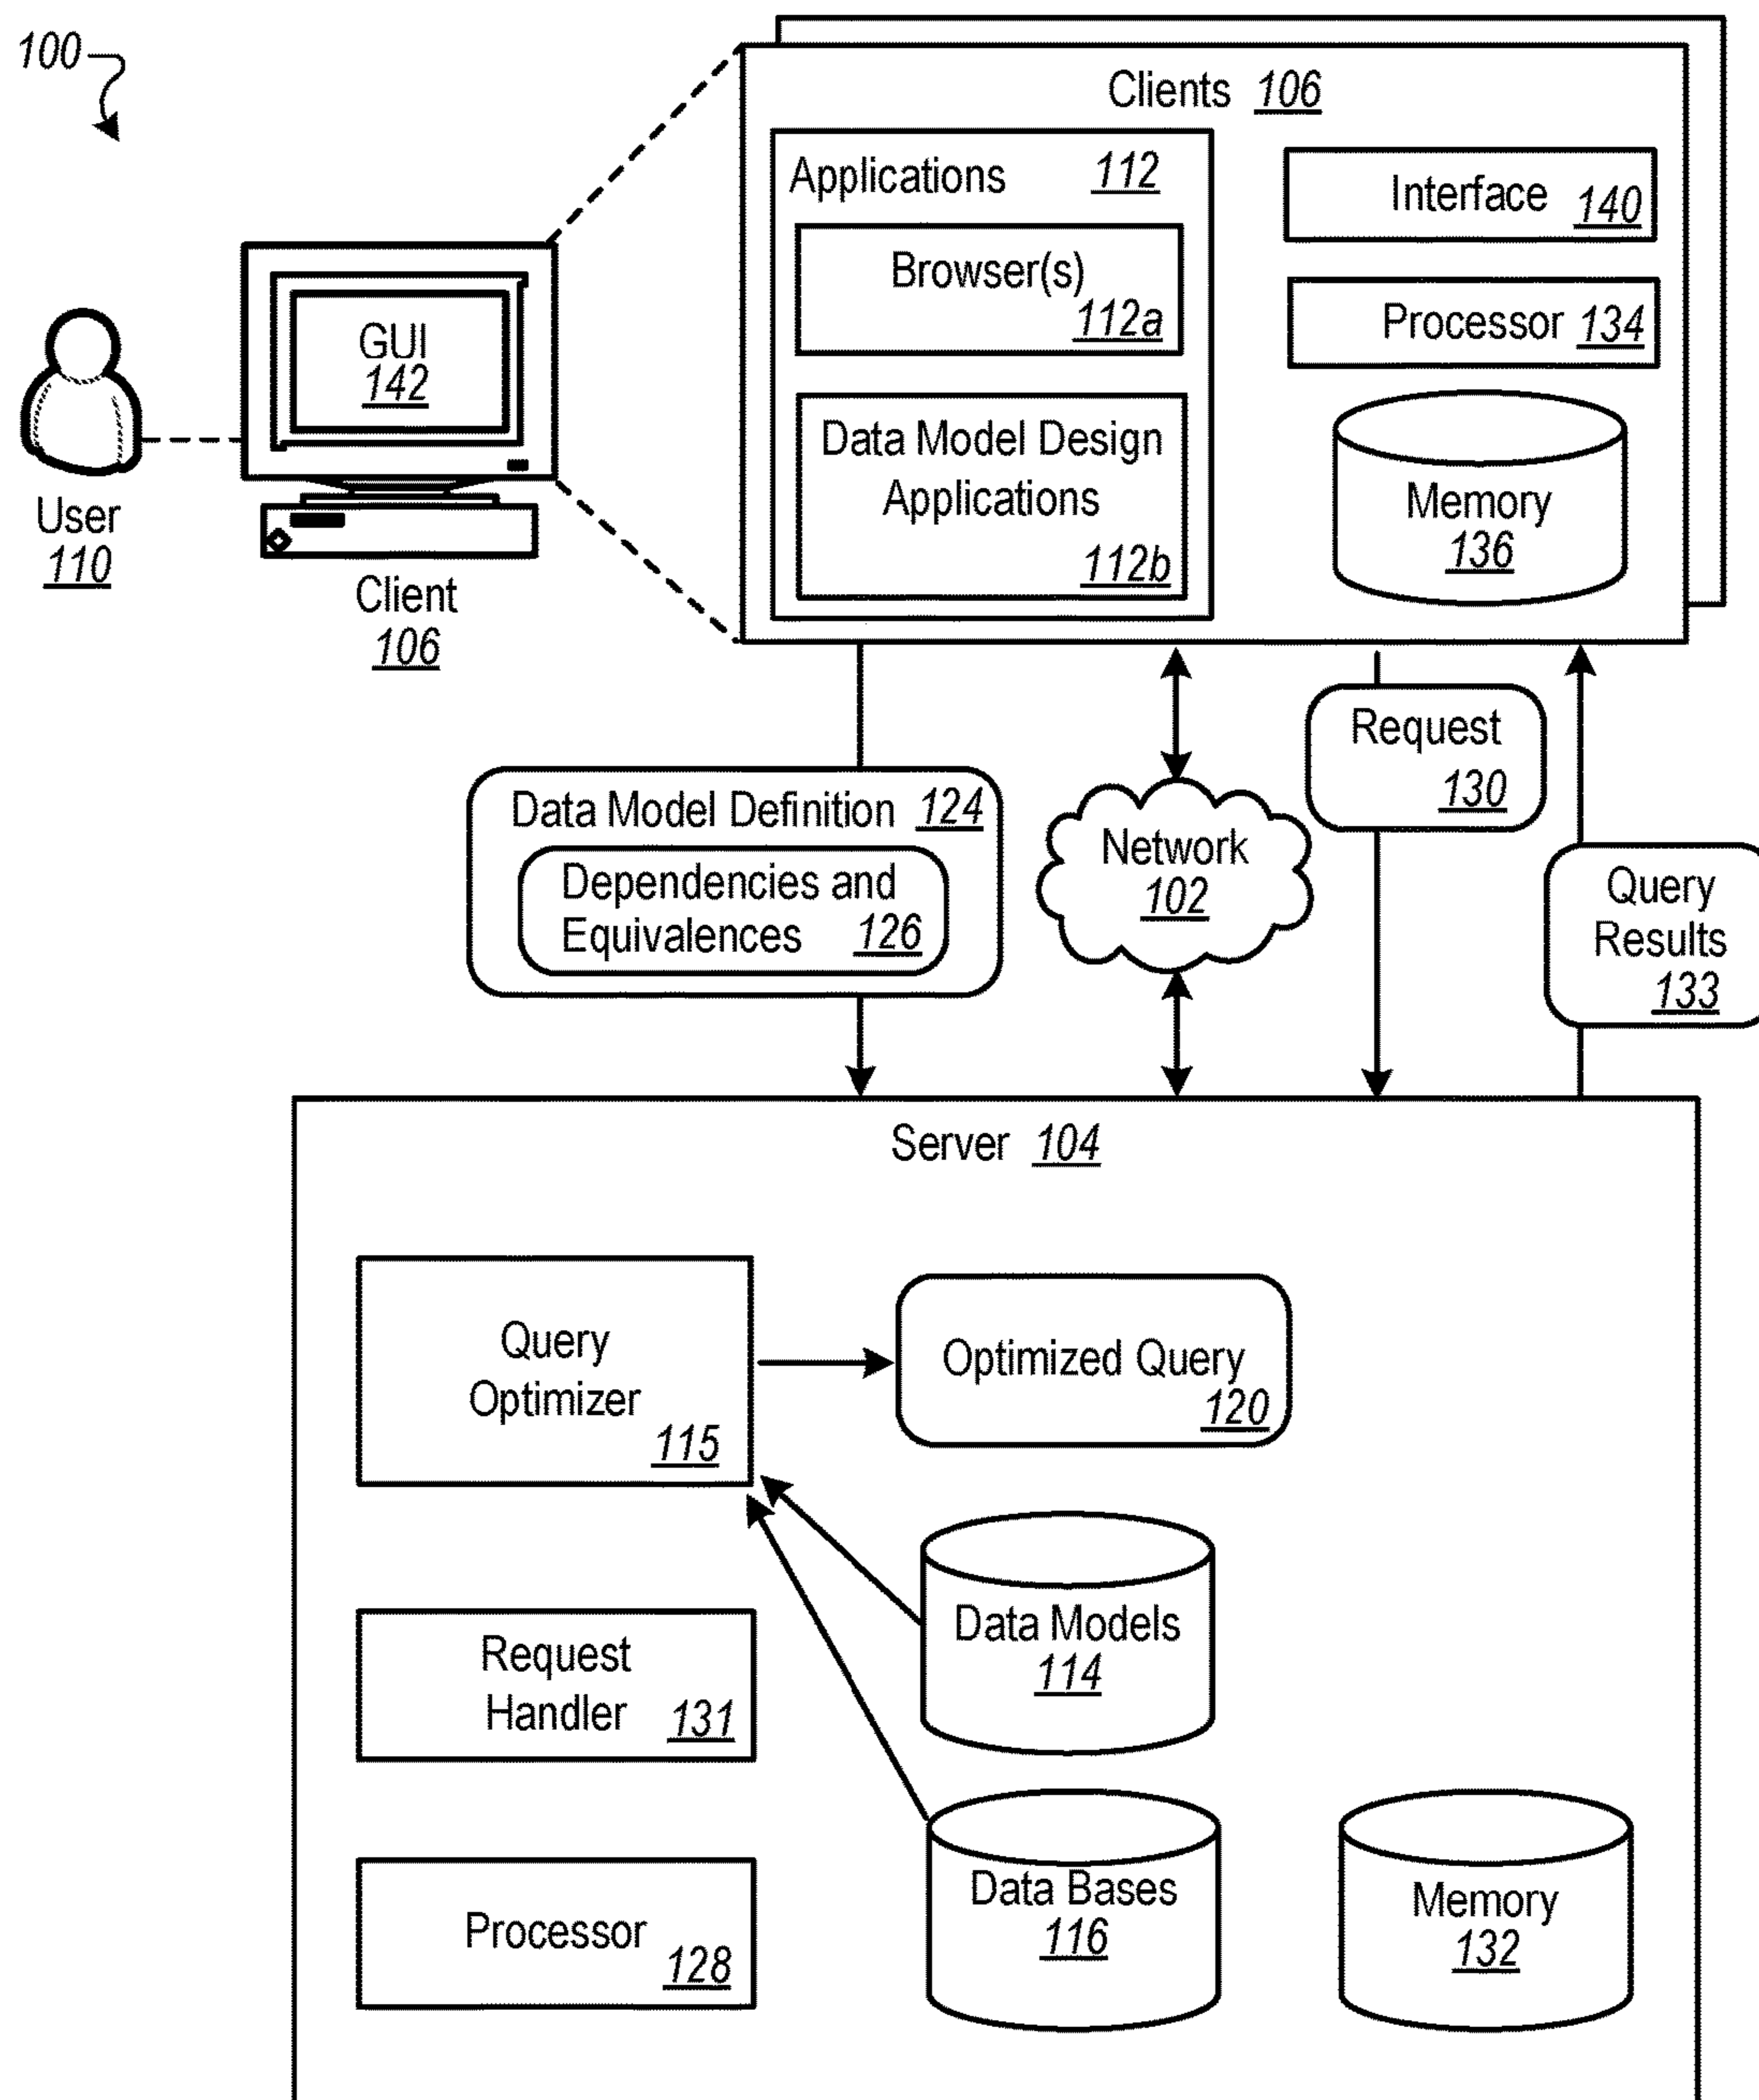 100
Clients 106
Applications 112
Browser(s)
112a
Data Model Design
Applications
112b
Interface 140
Processor 134
Memory
136
GUI
142
User
110
Client
106
Data Model Definition 124
Dependencies and
Equivalences 126
Network
102
Request
130
Query
Results
133
Server 104
Query
Optimizer
115
Optimized Query
120
Data Models
114
Request
Handler 131
Data Bases
116
Memory
132
Processor
128